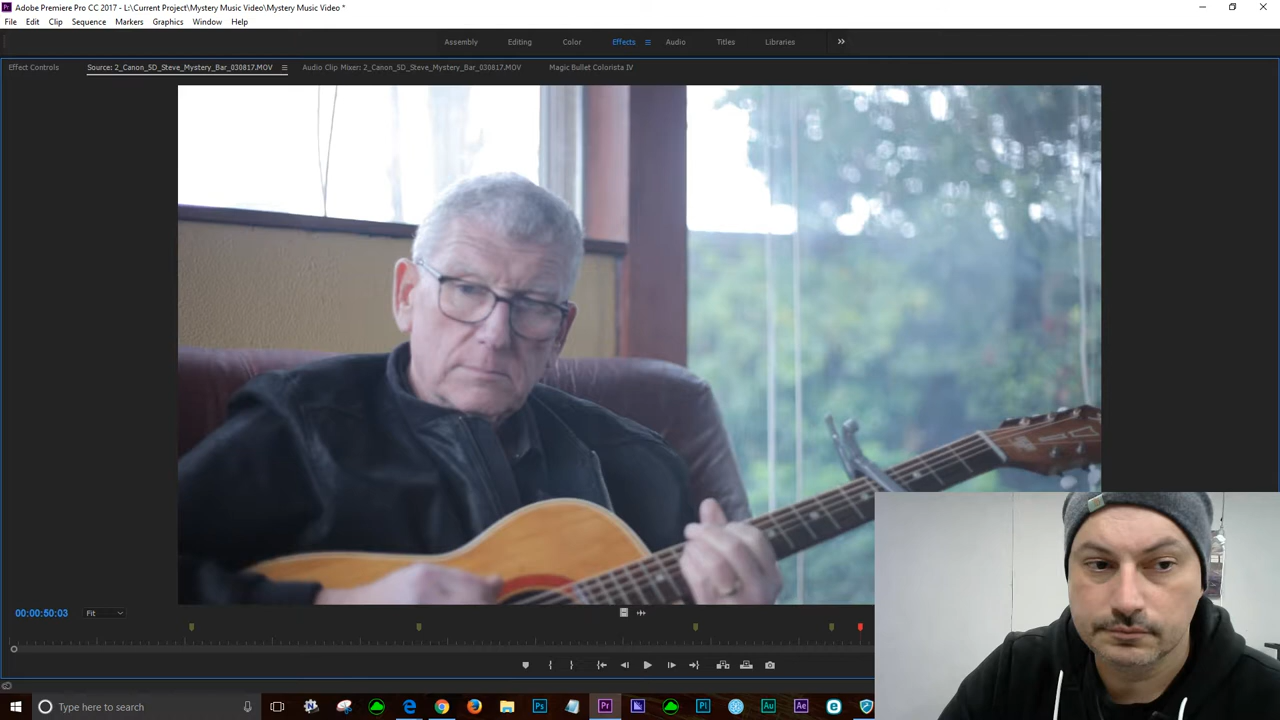 Adobe Premiere Pro CC 2017 - L:\Current Project\Mystery Music Video\Mystery Music Video *
File Edit Clip Sequence Markers Graphics Window Help
Assembly Editing Color Effects Audio Titles Libraries
Effect Controls Source: 2_Canon_5D_Steve_Mystery_Bar_030817.MOV Audio Clip Mixer: 2_Canon_5D_Steve_Mystery_Bar_030817.MOV Magic Bullet Colorista IV
00:00:50:03 Fit
Type here to search